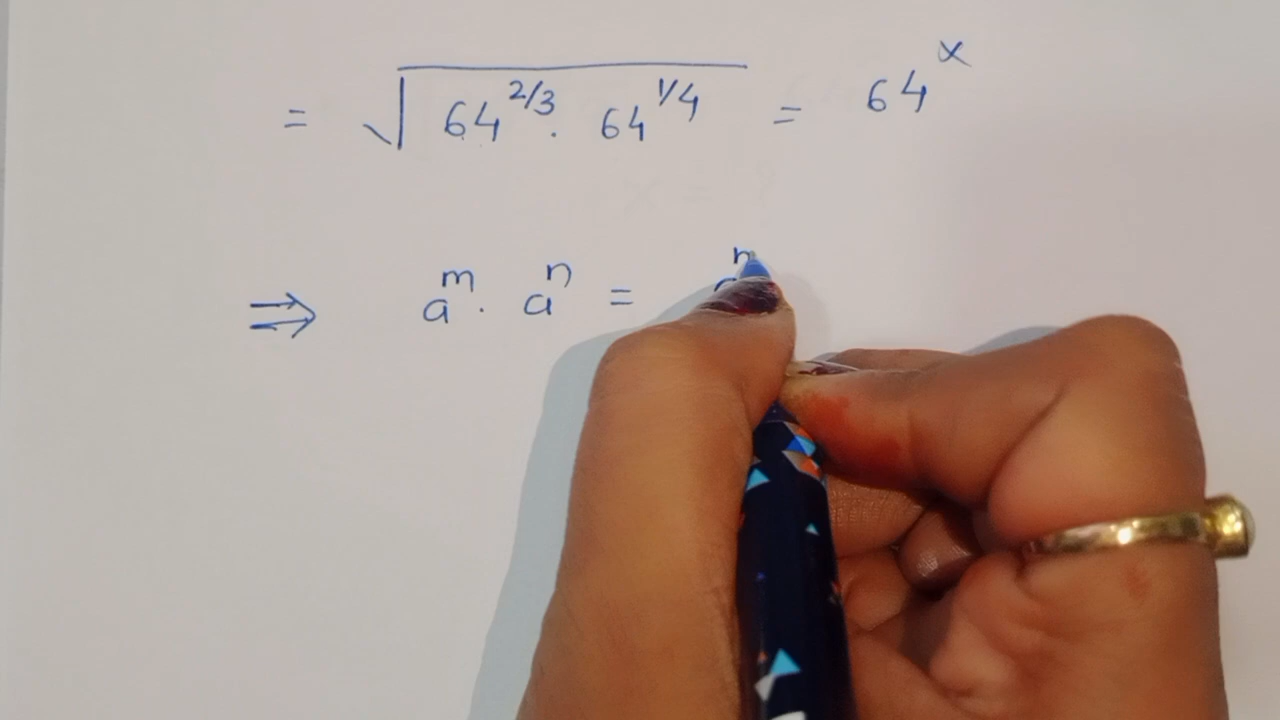 = √64^2/3 . 64^1/4 = 64^x
⇒ a^m . a^n =